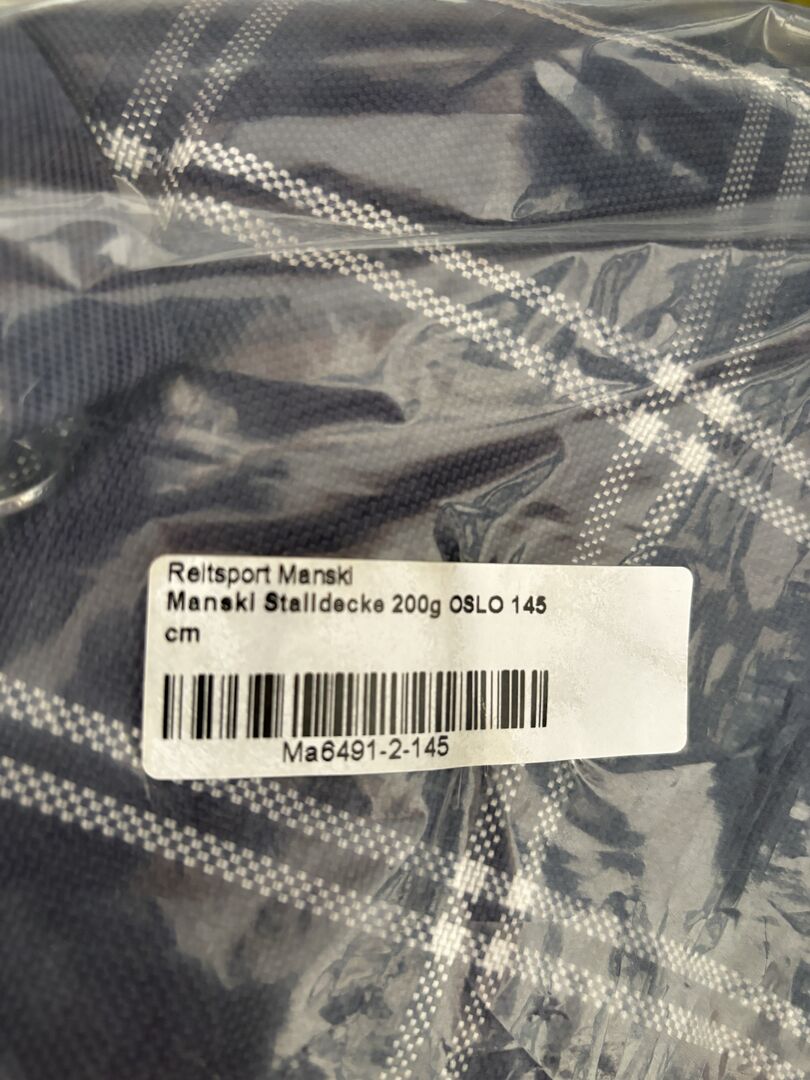 Reitsport Manski
Manski Stalldecke 200g OSLO 145
cm
Ma6491-2-145